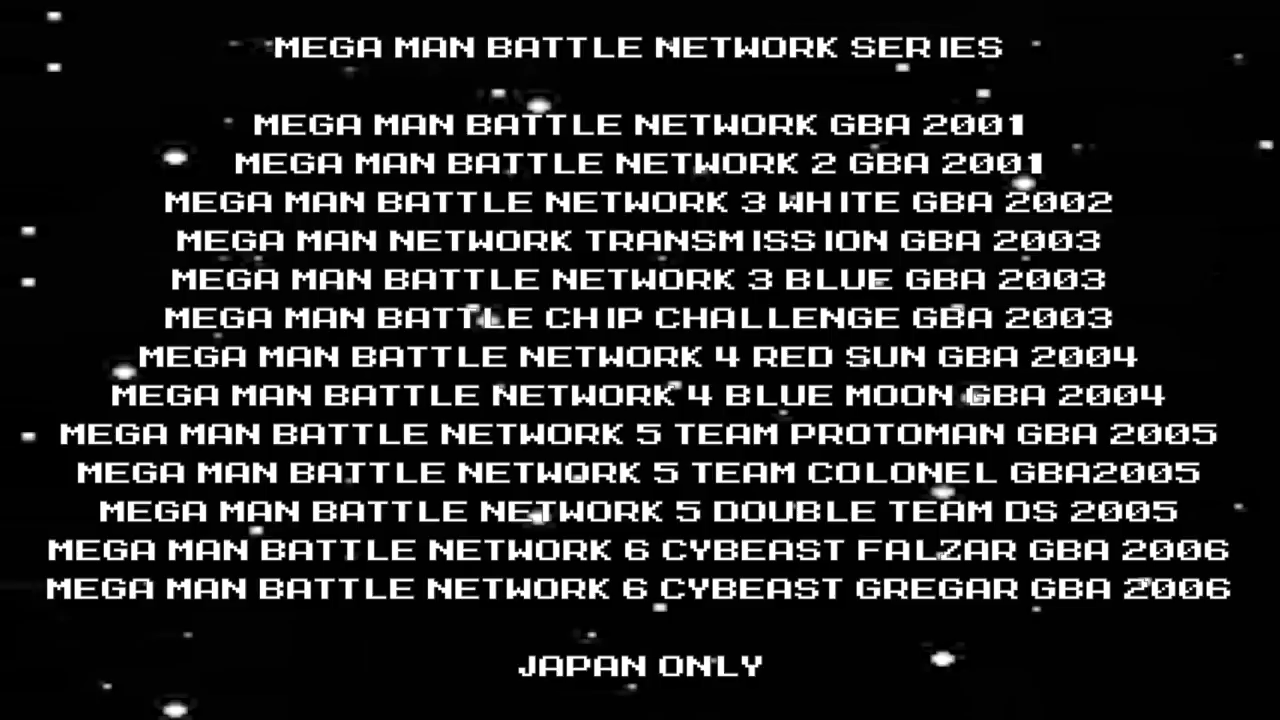 MEGA MAN BATTLE NETWORK SERIES
MEGA MAN BATTLE NETWORK GBA 2001
MEGA MAN BATTLE NETWORK 2 GBA 2001
MEGA MAN BATTLE NETWORK 3 WHITE GBA 2002
MEGA MAN NETWORK TRANSMISSION GBA 2003
MEGA MAN BATTLE NETWORK 3 BLUE GBA 2003
MEGA MAN BATTLE CHIP CHALLENGE GBA 2003
MEGA MAN BATTLE NETWORK 4 RED SUN GBA 2004
MEGA MAN BATTLE NETWORK 4 BLUE MOON GBA 2004
MEGA MAN BATTLE NETWORK 5 TEAM PROTOMAN GBA 2005
MEGA MAN BATTLE NETWORK 5 TEAM COLONEL GBA2005
MEGA MAN BATTLE NETWORK 5 DOUBLE TEAM DS 2005
MEGA MAN BATTLE NETWORK 6 CYBEAST FALZAR GBA 2006
MEGA MAN BATTLE NETWORK 6 CYBEAST GREGAR GBA 2006
JAPAN ONLY